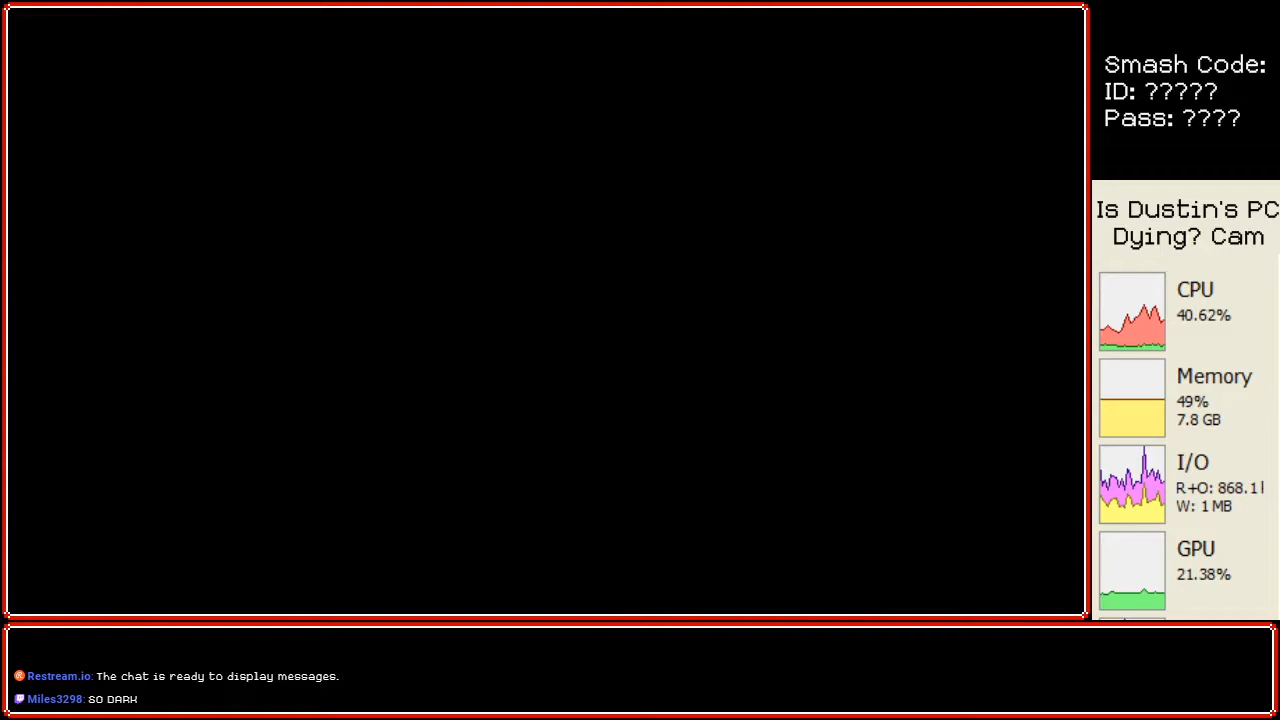 Smash Code:
ID: ?????
Pass: ????
Is Dustin's PC
Dying? Cam
CPU
40.62%
Memory
49%
7.8 GB
I/O
R+O: 868.1
W: 1 MB
GPU
21.38%
Restream.io: The chat is ready to display messages.
Miles3298: SO DARK